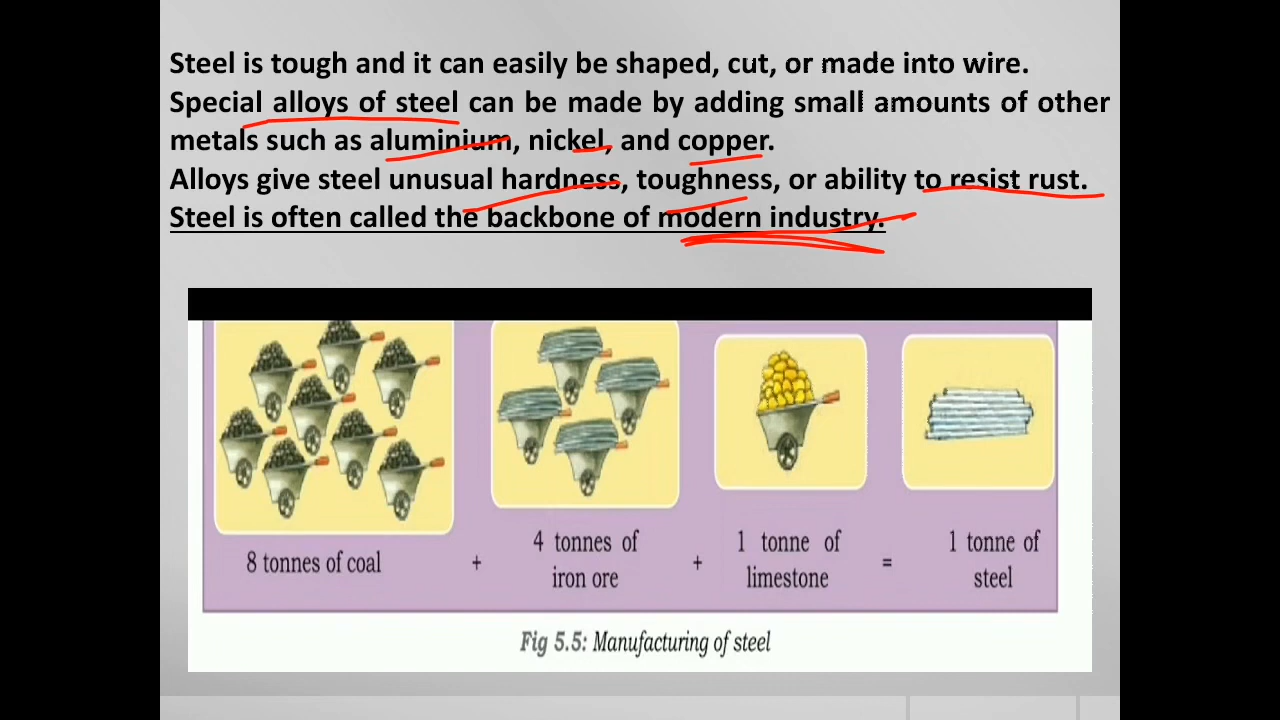 Steel is tough and it can easily be shaped, cut, or made into wire.
Special alloys of steel can be made by adding small amounts of other
metals such as aluminium, nickel, and copper.
Alloys give steel unusual hardness, toughness, or ability to resist rust.
Steel is often called the backbone of modern industry.
8 tonnes of coal + 4 tonnes of iron ore + 1 tonne of limestone = 1 tonne of steel
Fig 5.5: Manufacturing of steel